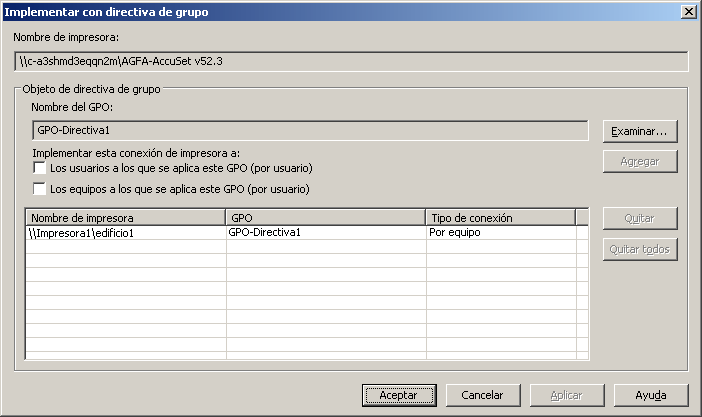 Implementar con directiva de grupo
Nombre de impresora:
\\c-a3shmd3eqqn2m\AGFA-AccuSet v52.3
Objeto de directiva de grupo
Nombre del GPO:
GPO-Directiva1
Examinar...
Implementar esta conexión de impresora a:
Los usuarios a los que se aplica este GPO (por usuario)
Agregar
Los equipos a los que se aplica este GPO (por usuario)
Nombre de impresora GPO Tipo de conexión
\\Impresora1\edificio1 GPO-Directiva1 Por equipo
Quitar
Quitar todos
Aceptar Cancelar Aplicar Ayuda